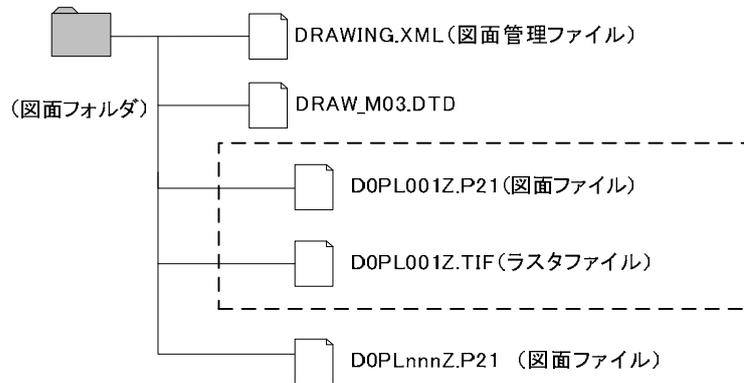 DRAWING.XML(図面管理ファイル)
(図面フォルダ)
DRAW_M03.DTD
D0PL001Z.P21(図面ファイル)
D0PL001Z.TIF(ラスタファイル)
D0PLnnnZ.P21 (図面ファイル)